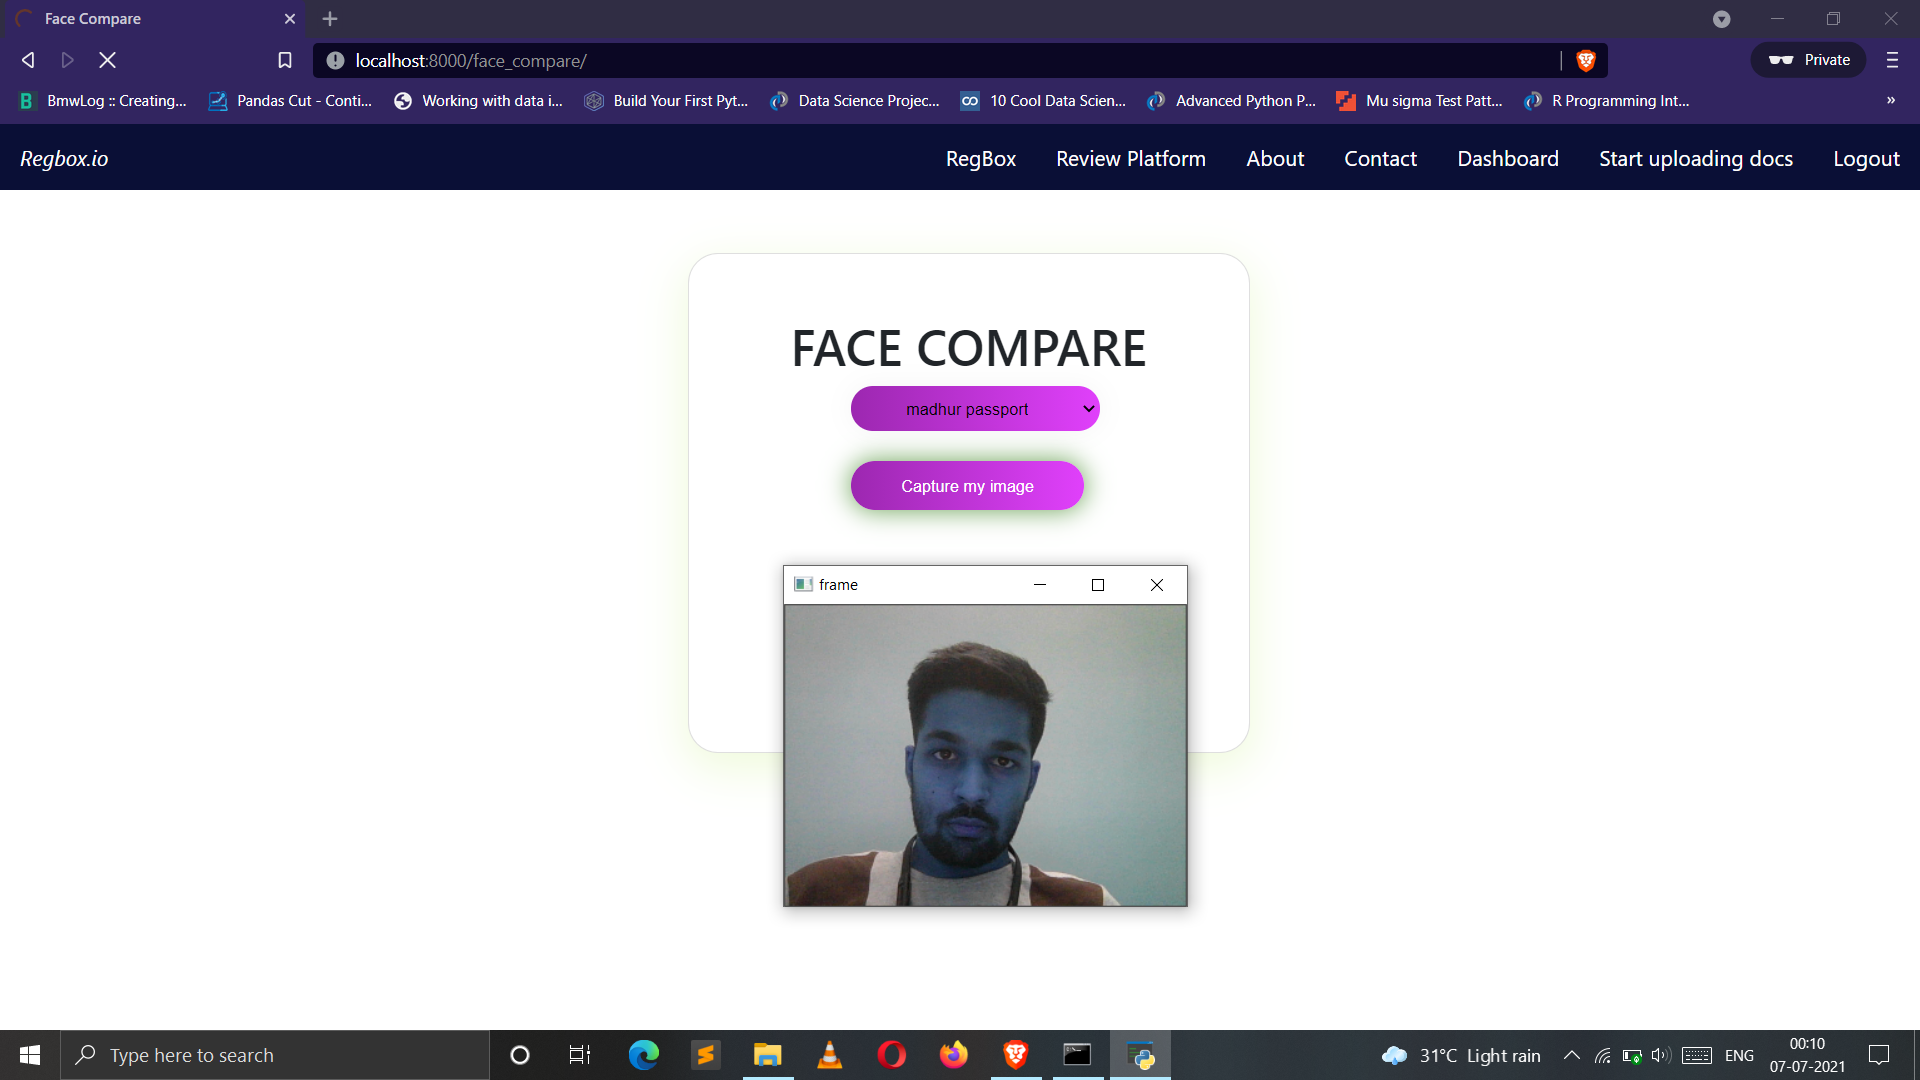 Face Compare
localhost:8000/face_compare/
Private
BmwLog :: Creating... Pandas Cut - Conti... Working with data i... Build Your First Pyt... Data Science Projec... 10 Cool Data Scien... Advanced Python P... Mu sigma Test Patt... R Programming Int... »
Regbox.io RegBox Review Platform About Contact Dashboard Start uploading docs Logout
FACE COMPARE
madhur passport
Capture my image
frame
Type here to search
31°C Light rain
ENG
00:10
07-07-2021